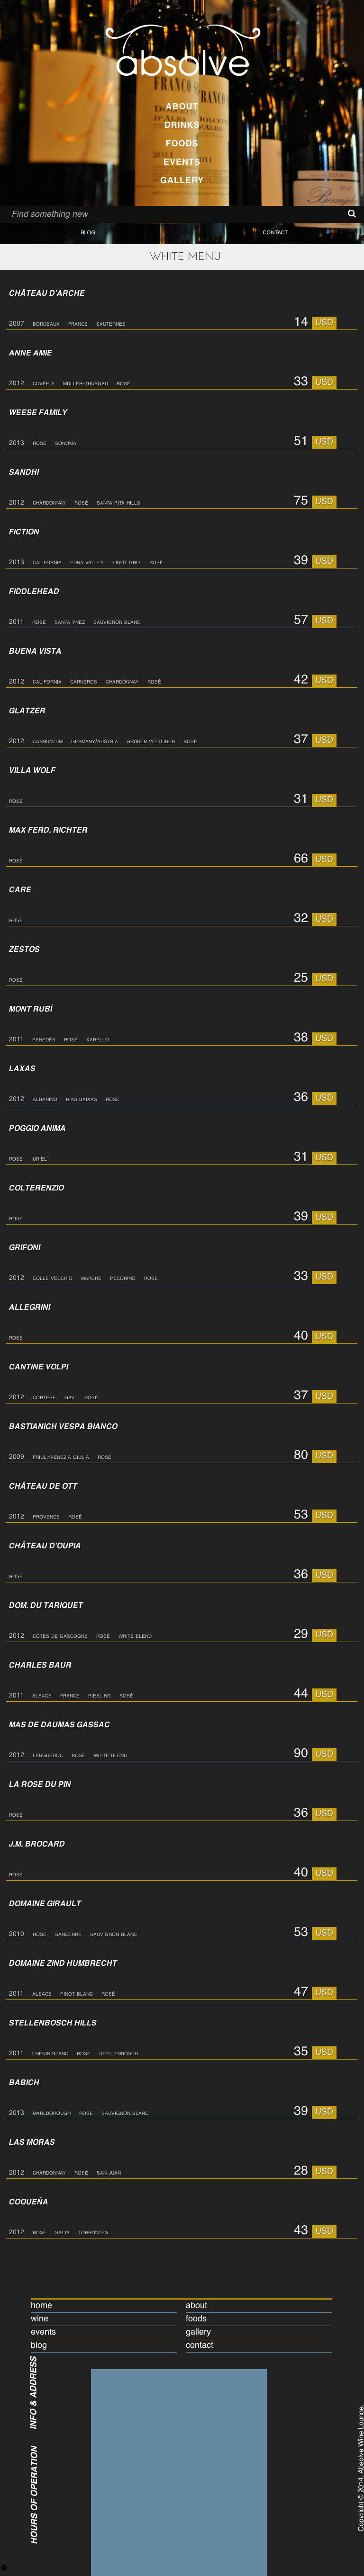 absolve
ABOUT
DRINKS
FOODS
EVENTS
GALLERY
Find something new
BLOG CONTACT
WHITE MENU
CHÂTEAU D'ARCHE
2007 BORDEAUX FRANCE SAUTERNES 14 USD
ANNE AMIE
2012 CUVÉE A MÜLLER-THURGAU ROSÉ 33 USD
WEESE FAMILY
2013 ROSÉ SONOMA 51 USD
SANDHI
2012 CHARDONNAY ROSÉ SANTA RITA HILLS 75 USD
FICTION
2013 CALIFORNIA EDNA VALLEY PINOT GRIS ROSÉ 39 USD
FIDDLEHEAD
2011 ROSÉ SANTA YNEZ SAUVIGNON BLANC 57 USD
BUENA VISTA
2012 CALIFORNIA CARNEROS CHARDONNAY ROSÉ 42 USD
GLATZER
2012 CARNUNTUM GERMANY/AUSTRIA GRÜNER VELTLINER ROSÉ 37 USD
VILLA WOLF
ROSÉ 31 USD
MAX FERD. RICHTER
ROSÉ 66 USD
CARE
ROSÉ 32 USD
ZESTOS
ROSÉ 25 USD
MONT RUBÍ
2011 PENEDÈS ROSÉ XARELLO 38 USD
LAXAS
2012 ALBARIÑO RÍAS BAIXAS ROSÉ 36 USD
POGGIO ANIMA
ROSÉ 'URIEL' 31 USD
COLTERENZIO
ROSÉ 39 USD
GRIFONI
2012 COLLE VECCHIO MARCHE PECORINO ROSÉ 33 USD
ALLEGRINI
ROSÉ 40 USD
CANTINE VOLPI
2012 CORTESE GAVI ROSÉ 37 USD
BASTIANICH VESPA BIANCO
2009 FRIULI-VENEZIA GIULIA ROSÉ 80 USD
CHÂTEAU DE OTT
2012 PROVENCE ROSÉ 53 USD
CHÂTEAU D'OUPIA
ROSÉ 36 USD
DOM. DU TARIQUET
2012 CÔTES DE GASCOGNE ROSÉ WHITE BLEND 29 USD
CHARLES BAUR
2011 ALSACE FRANCE RIESLING ROSÉ 44 USD
MAS DE DAUMAS GASSAC
2012 LANGUEDOC ROSÉ WHITE BLEND 90 USD
LA ROSE DU PIN
ROSÉ 36 USD
J.M. BROCARD
ROSÉ 40 USD
DOMAINE GIRAULT
2010 ROSÉ SANCERRE SAUVIGNON BLANC 53 USD
DOMAINE ZIND HUMBRECHT
2011 ALSACE PINOT BLANC ROSÉ 47 USD
STELLENBOSCH HILLS
2011 CHENIN BLANC ROSÉ STELLENBOSCH 35 USD
BABICH
2013 MARLBOROUGH ROSÉ SAUVIGNON BLANC 39 USD
LAS MORAS
2012 CHARDONNAY ROSÉ SAN JUAN 28 USD
COQUEÑA
2012 ROSÉ SALTA TORRONTES 43 USD
home about
wine foods
events gallery
blog contact
INFO & ADDRESS
HOURS OF OPERATION
Copyright © 2014. Absolve Wine Lounge.